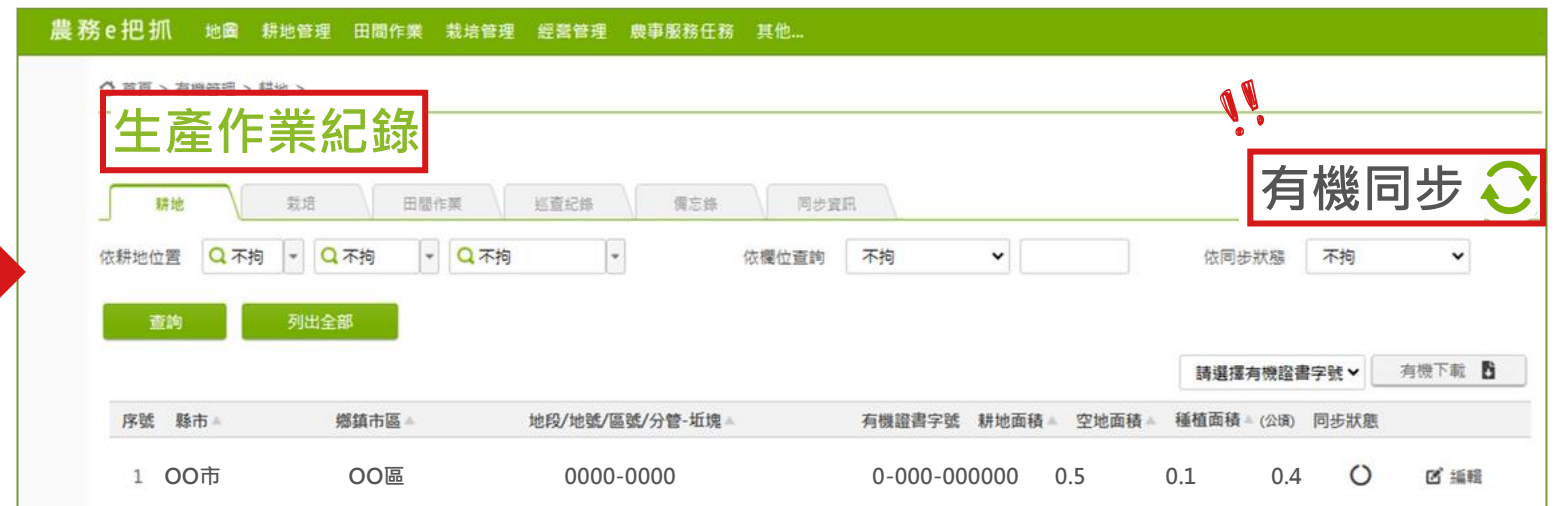 農務e把抓 地圖 耕地管理 田間作業 栽培管理 經營管理 農事服務任務 其他...
首頁 > 有機管理 > 耕地 >
生產作業紀錄
!!
有機同步
耕地 栽培 田間作業 巡查紀錄 備忘錄 同步資訊
依耕地位置 不拘 不拘 不拘 依欄位查詢 不拘 依同步狀態 不拘
查詢 列出全部
請選擇有機證書字號 有機下載
序號 縣市 鄉鎮市區 地段/地號/區號/分管-坵塊 有機證書字號 耕地面積 空地面積 種植面積 (公頃) 同步狀態
1 OO市 OO區 0000-0000 0-000-000000 0.5 0.1 0.4 編輯